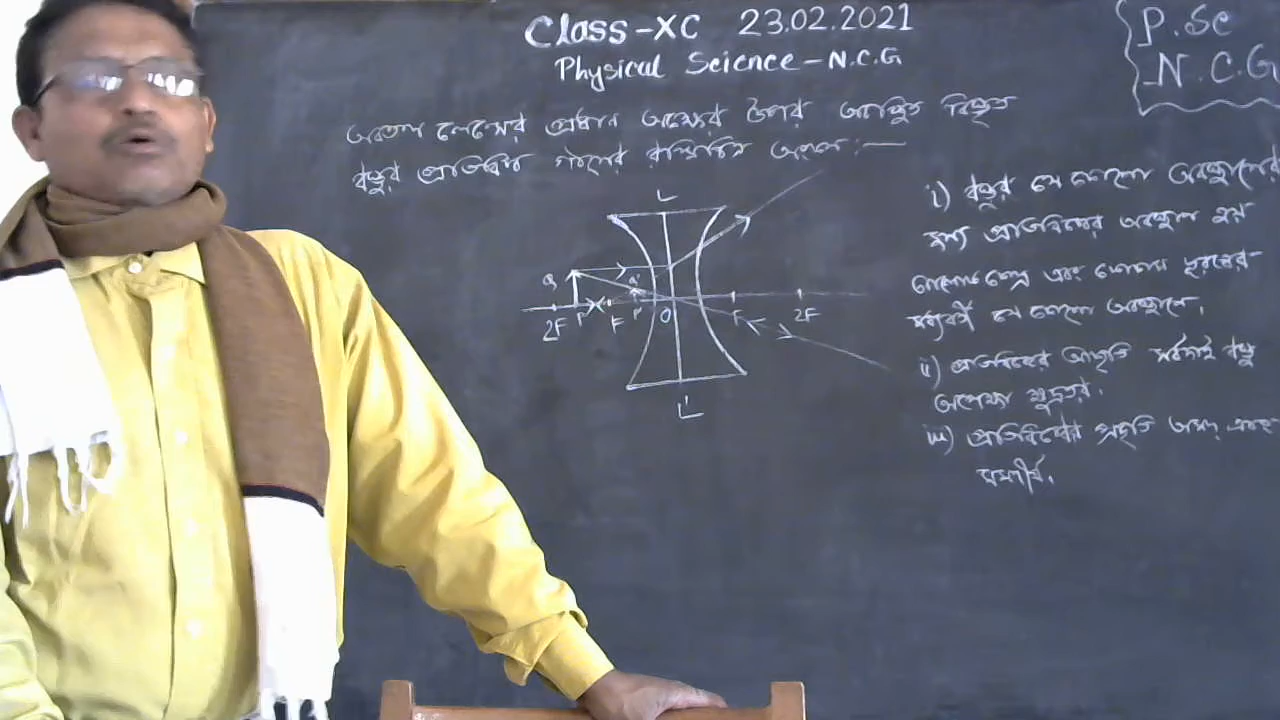 Class-XC 23.02.2021
Physical Science-N.C.G
P.Sc
N.C.G
অবতল লেন্সের প্রধান অক্ষের উপর অবস্থিত বিস্তৃত
বস্তুর প্রতিবিম্ব গঠনের রশ্মিচিত্র অঙ্কন:—
L
Q Q'
2F P F P' O F 2F
L'
i) বস্তুর যে কোনো অবস্থানের
জন্য প্রতিবিম্বের অবস্থান হয়
আলোক কেন্দ্র এবং ফোকাস দূরত্বের
মধ্যবর্তী যে কোনো অবস্থানে.
ii) প্রতিবিম্বের আকৃতি সর্বদাই বস্তু
অপেক্ষা ক্ষুদ্রতর.
iii) প্রতিবিম্বের প্রকৃতি অসদ্ এবং
সমশীর্ষ.